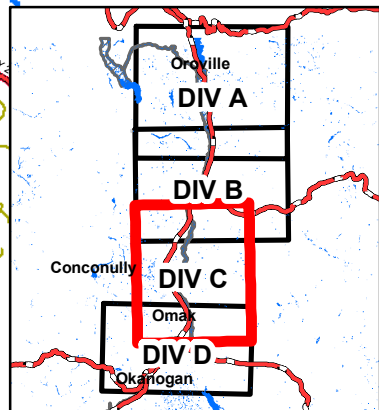 Oroville
DIV A
DIV B
Conconully
DIV C
Omak
DIV D
Okanogan